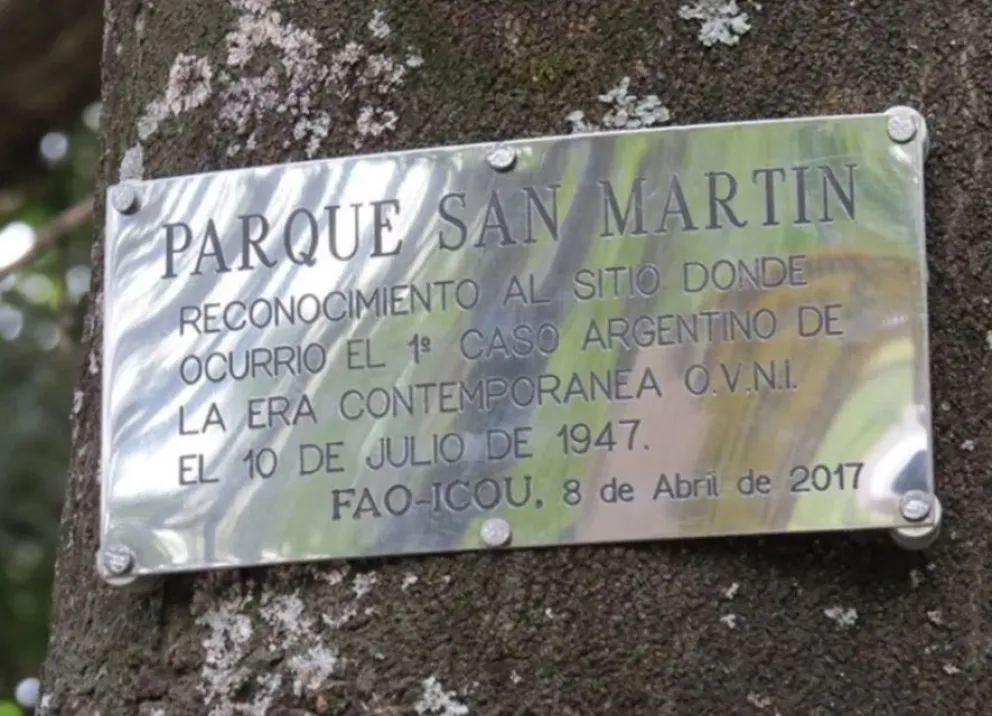 PARQUE SAN MARTIN
RECONOCIMIENTO AL SITIO DONDE
OCURRIO EL 1º CASO ARGENTINO DE
LA ERA CONTEMPORANEA O.V.N.I.
EL 10 DE JULIO DE 1947.
FAO-ICOU, 8 de Abril de 2017